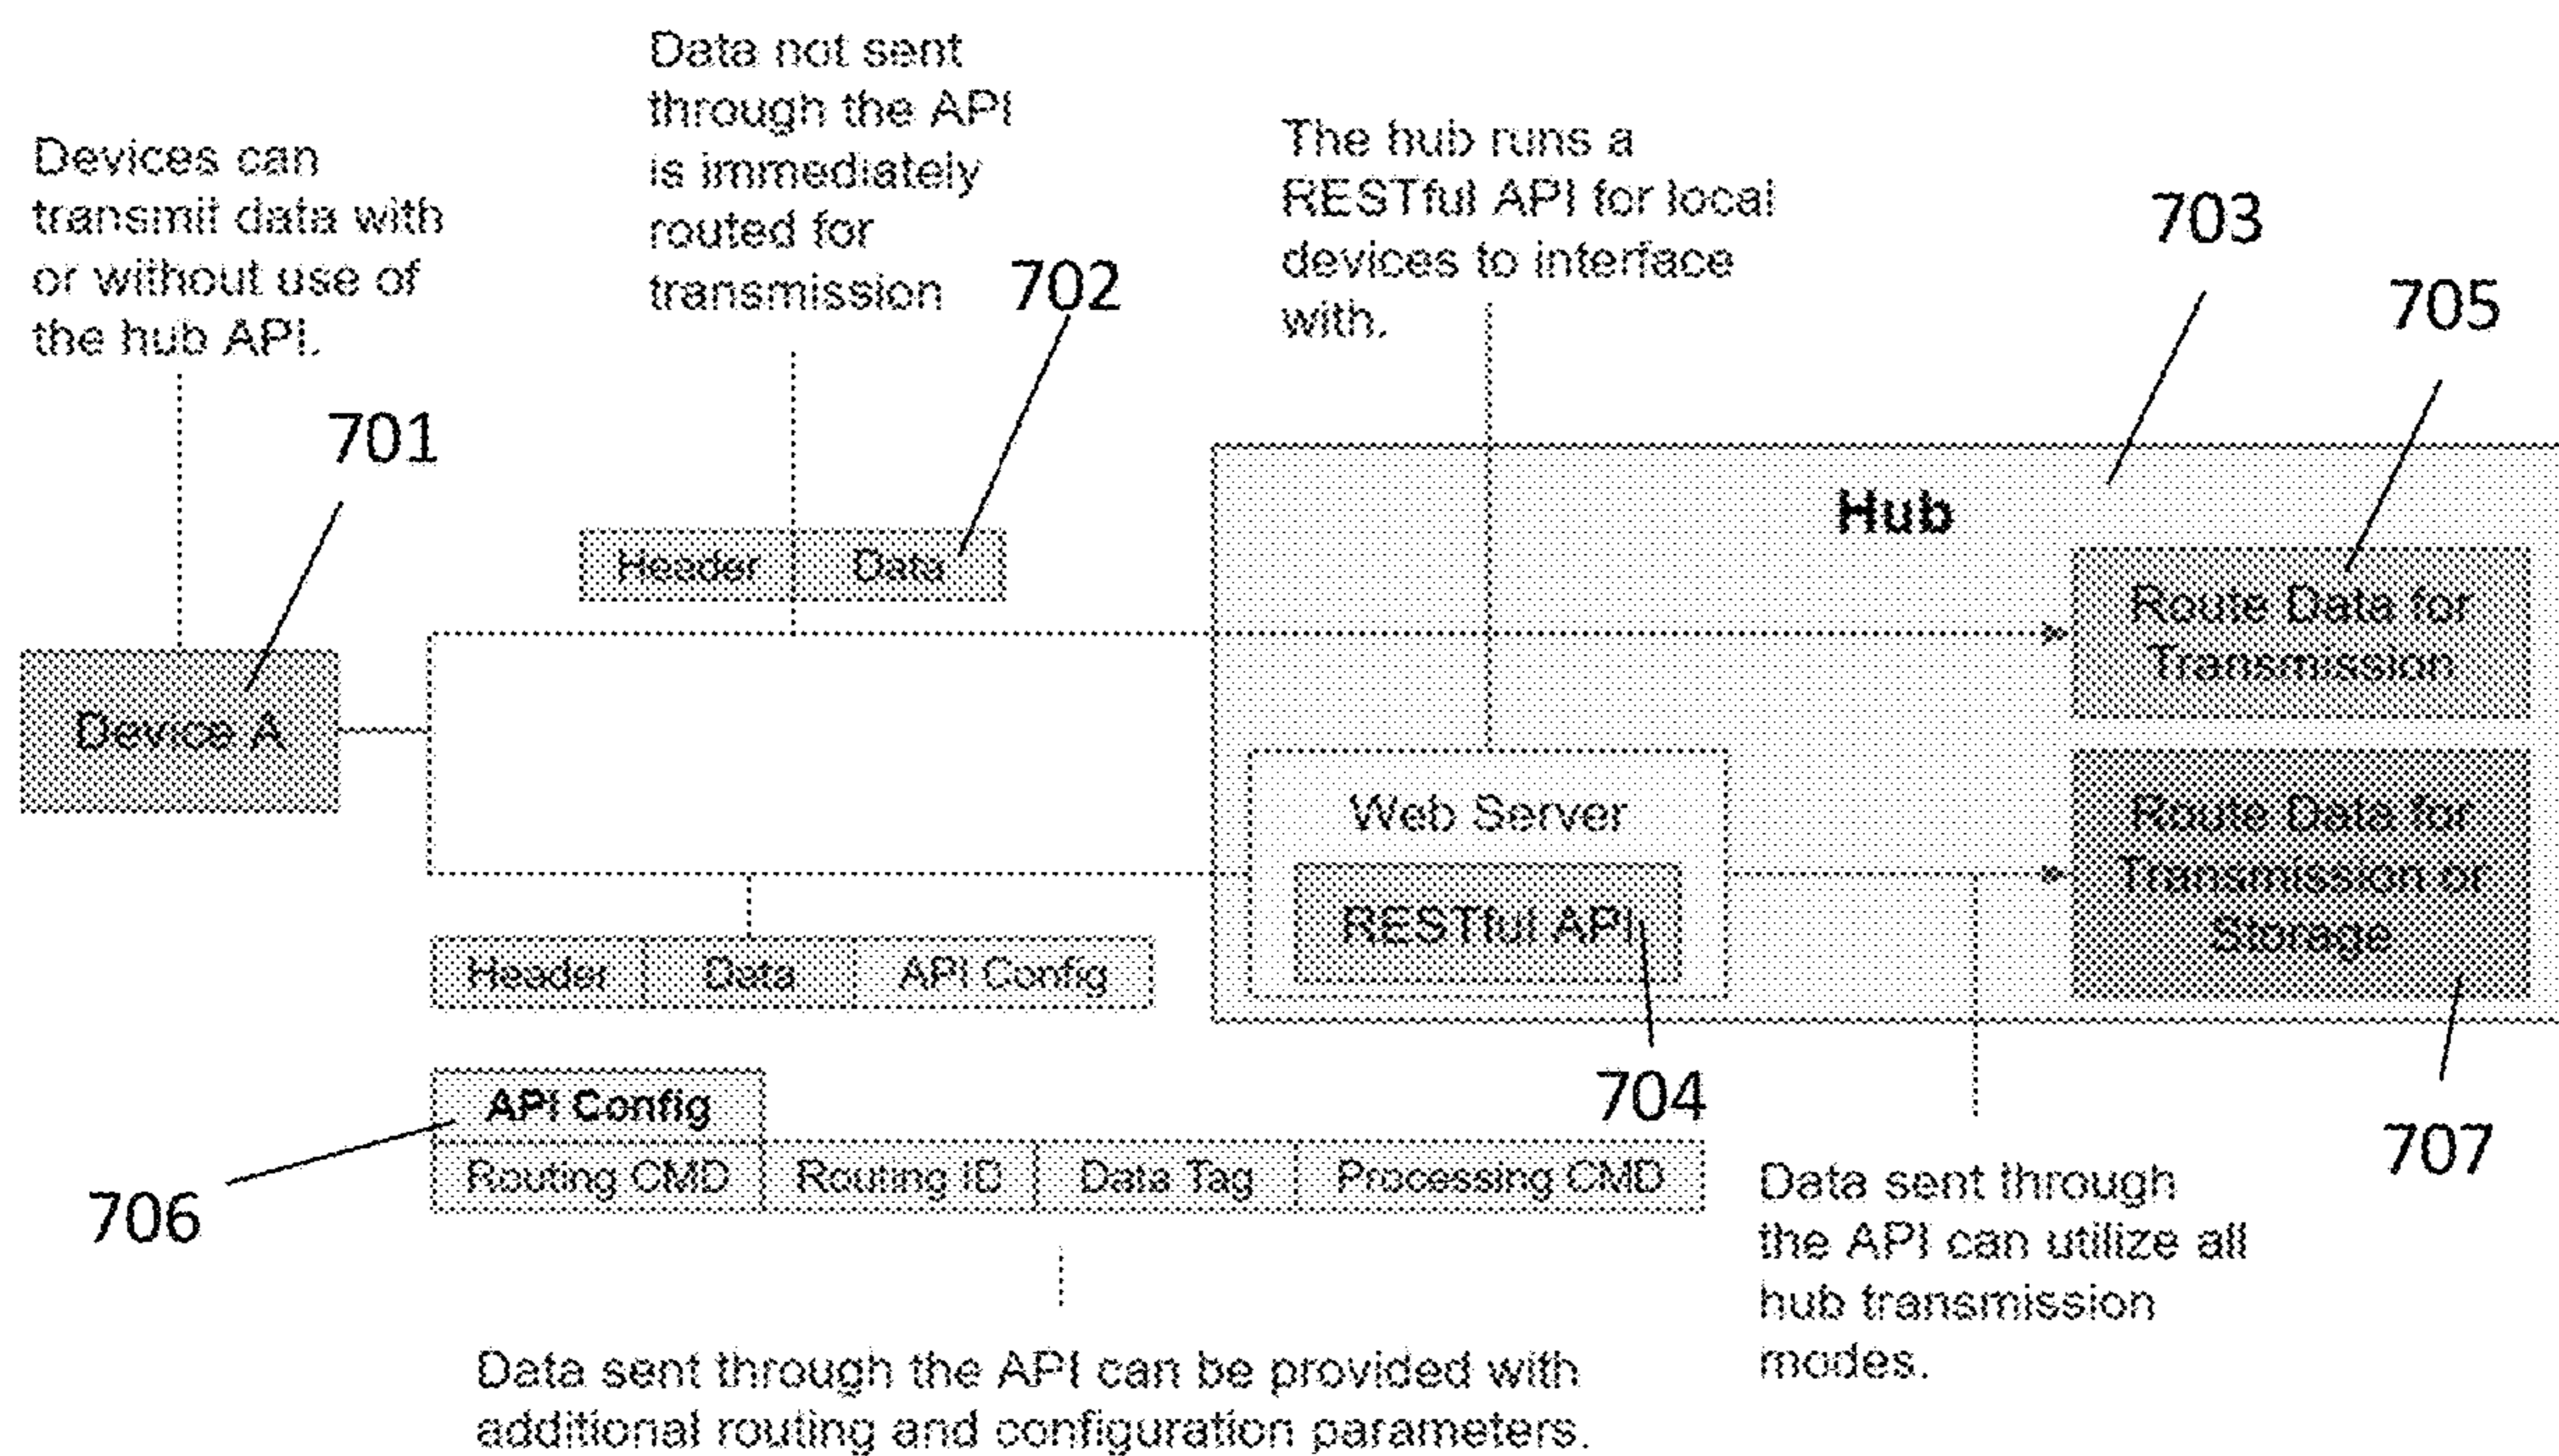 Data not sent
through the API
is immediately
routed for
transmission
Devices can
transmit data with
or without use of
the hub API.
The hub runs a
RESTful API for local
devices to interface
with.
701
702
703
705
Hub
Header Data
Route Data for
Transmission
Device A
Web Server
RESTful API
Route Data for
Transmission or
Storage
Header Data API Config
704
707
API Config
Routing CMD Routing ID Data Tag Processing CMD
706
Data sent through
the API can utilize all
hub transmission
modes.
Data sent through the API can be provided with
additional routing and configuration parameters.